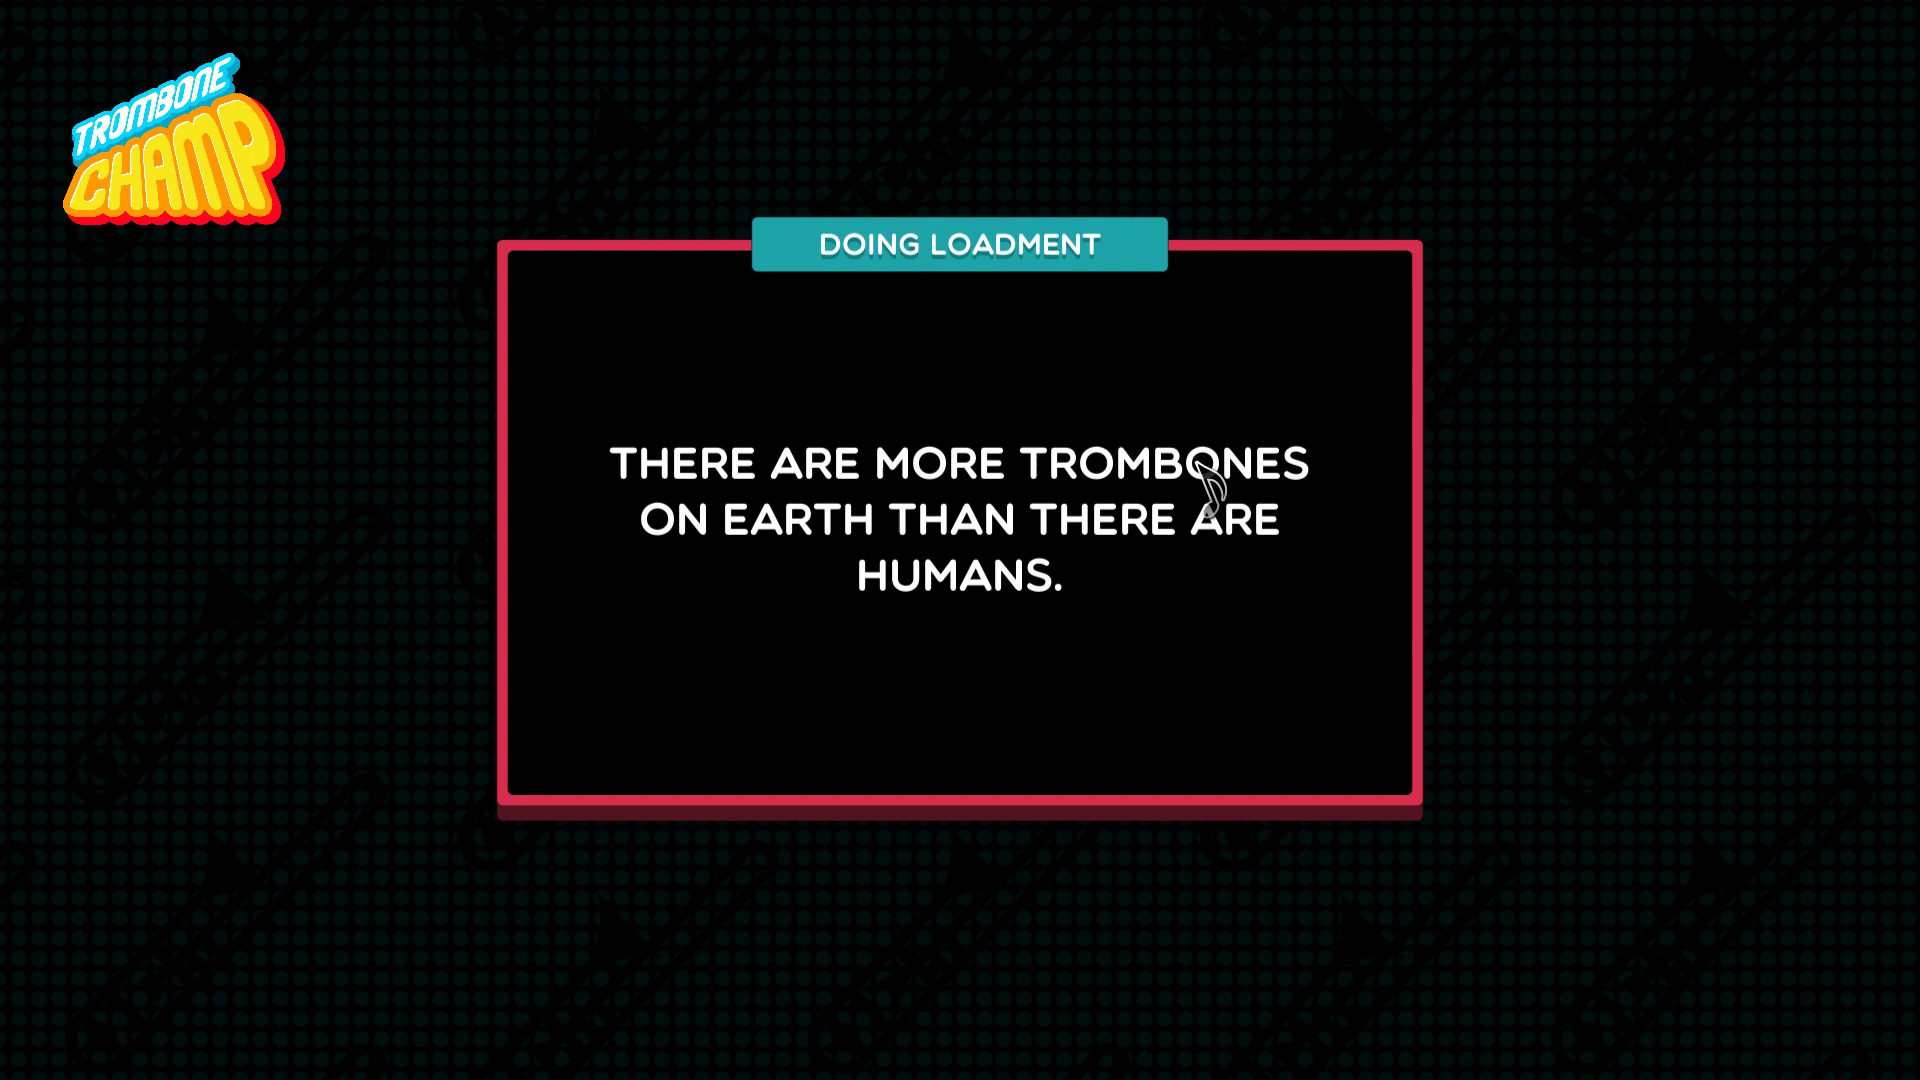 TROMBONE
CHAMP
DOING LOADMENT
THERE ARE MORE TROMBONES
ON EARTH THAN THERE ARE
HUMANS.